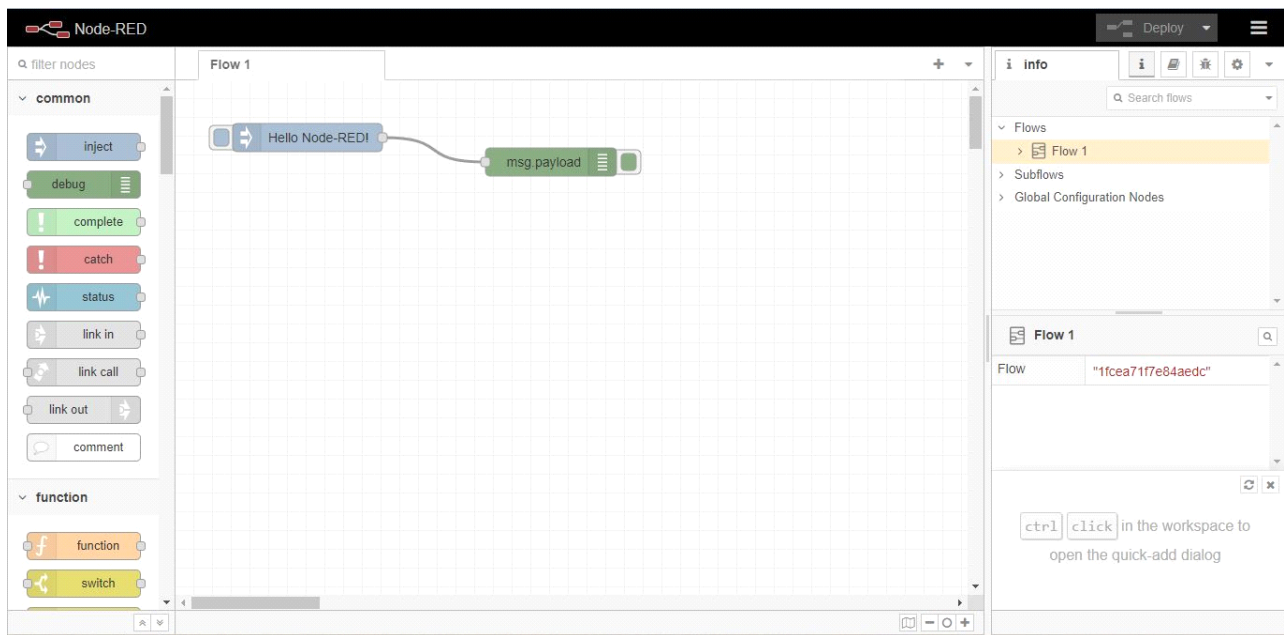 Node-RED
Deploy
filter nodes
Flow 1
i info
i
Search flows
common
inject
debug
complete
catch
status
link in
link call
link out
comment
function
function
switch
Hello Node-RED!
msg.payload
Flows
Flow 1
Subflows
Global Configuration Nodes
Flow 1
Flow "1fcea71f7e84aedc"
ctrl click in the workspace to
open the quick-add dialog